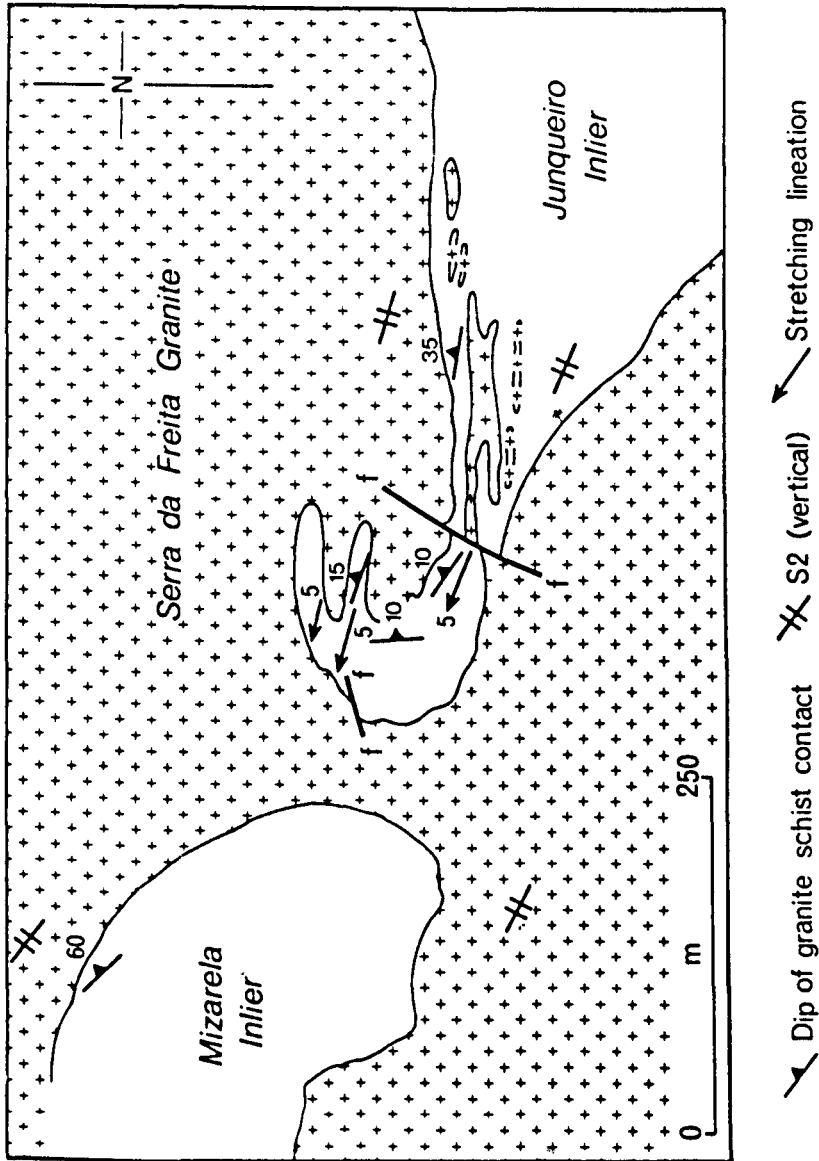 N
Serra da Freita Granite
Mizarela
Inlier
Junqueiro
Inlier
60
35
5
15
5
10
10
5
f
f
f
f
0
m
250
Dip of granite schist contact
S2 (vertical)
Stretching lineation